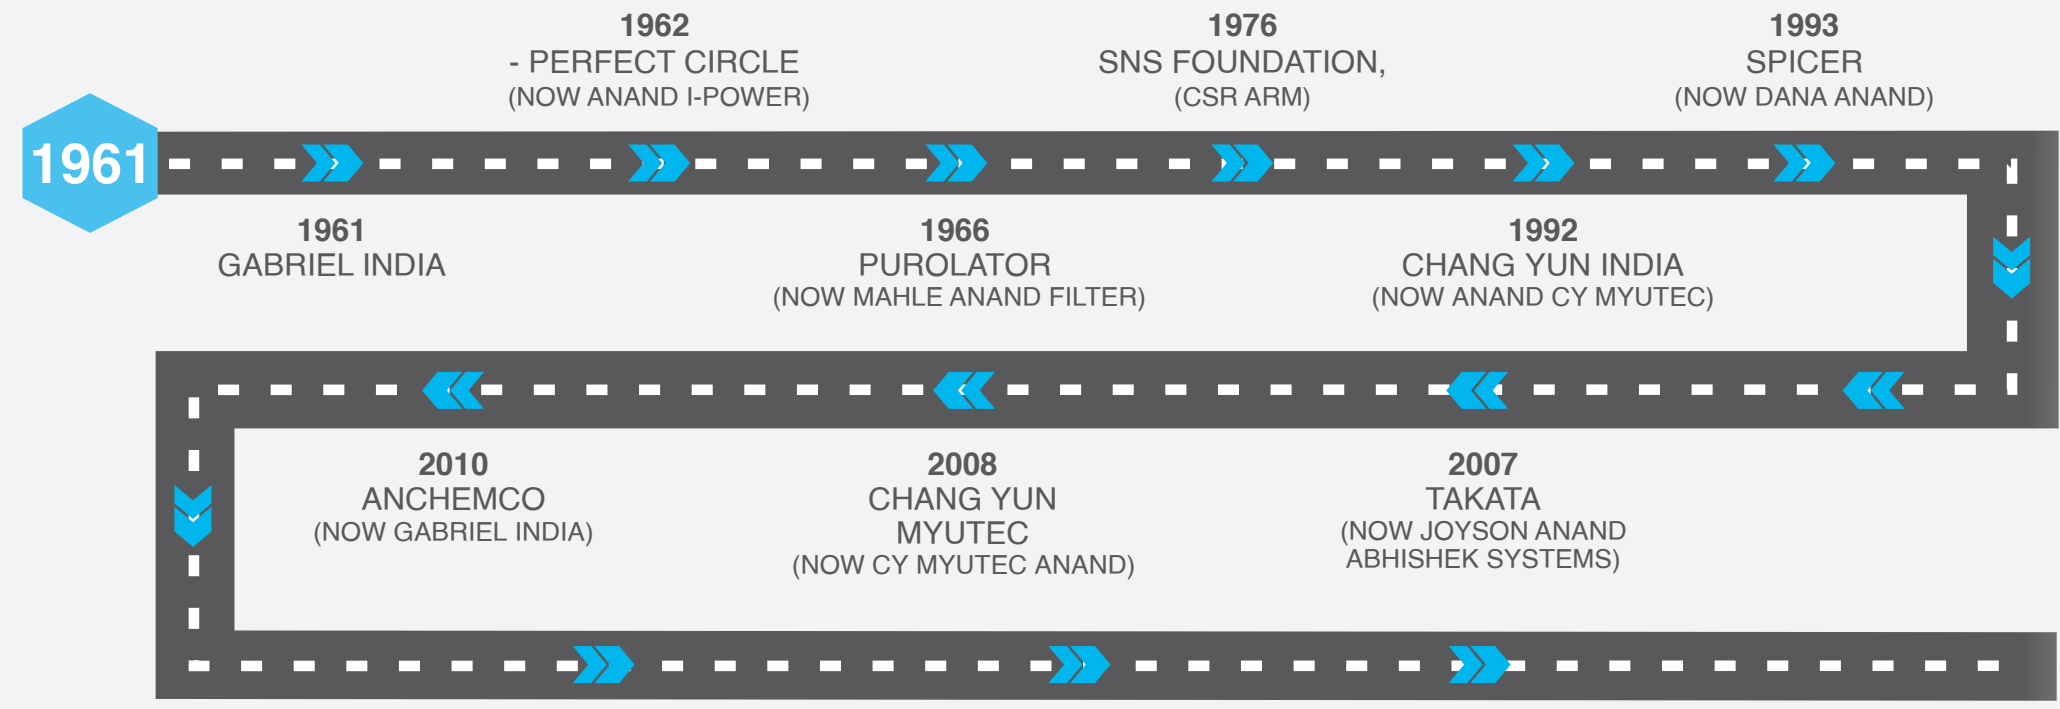 1961
1961
GABRIEL INDIA
1962
- PERFECT CIRCLE
(NOW ANAND I-POWER)
1966
PUROLATOR
(NOW MAHLE ANAND FILTER)
1976
SNS FOUNDATION,
(CSR ARM)
1992
CHANG YUN INDIA
(NOW ANAND CY MYUTEC)
1993
SPICER
(NOW DANA ANAND)
2007
TAKATA
(NOW JOYSON ANAND
ABHISHEK SYSTEMS)
2008
CHANG YUN
MYUTEC
(NOW CY MYUTEC ANAND)
2010
ANCHEMCO
(NOW GABRIEL INDIA)